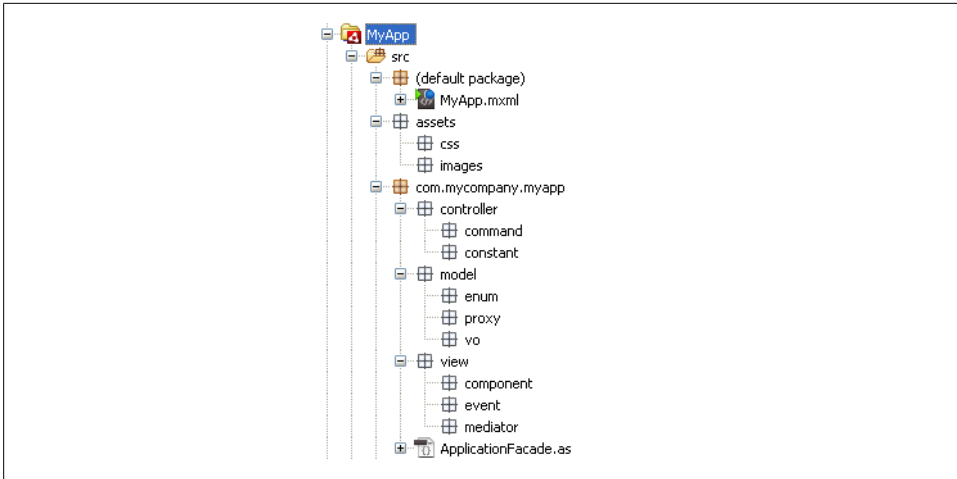 MyApp
src
(default package)
MyApp.mxml
assets
css
images
com.mycompany.myapp
controller
command
constant
model
enum
proxy
vo
view
component
event
mediator
ApplicationFacade.as